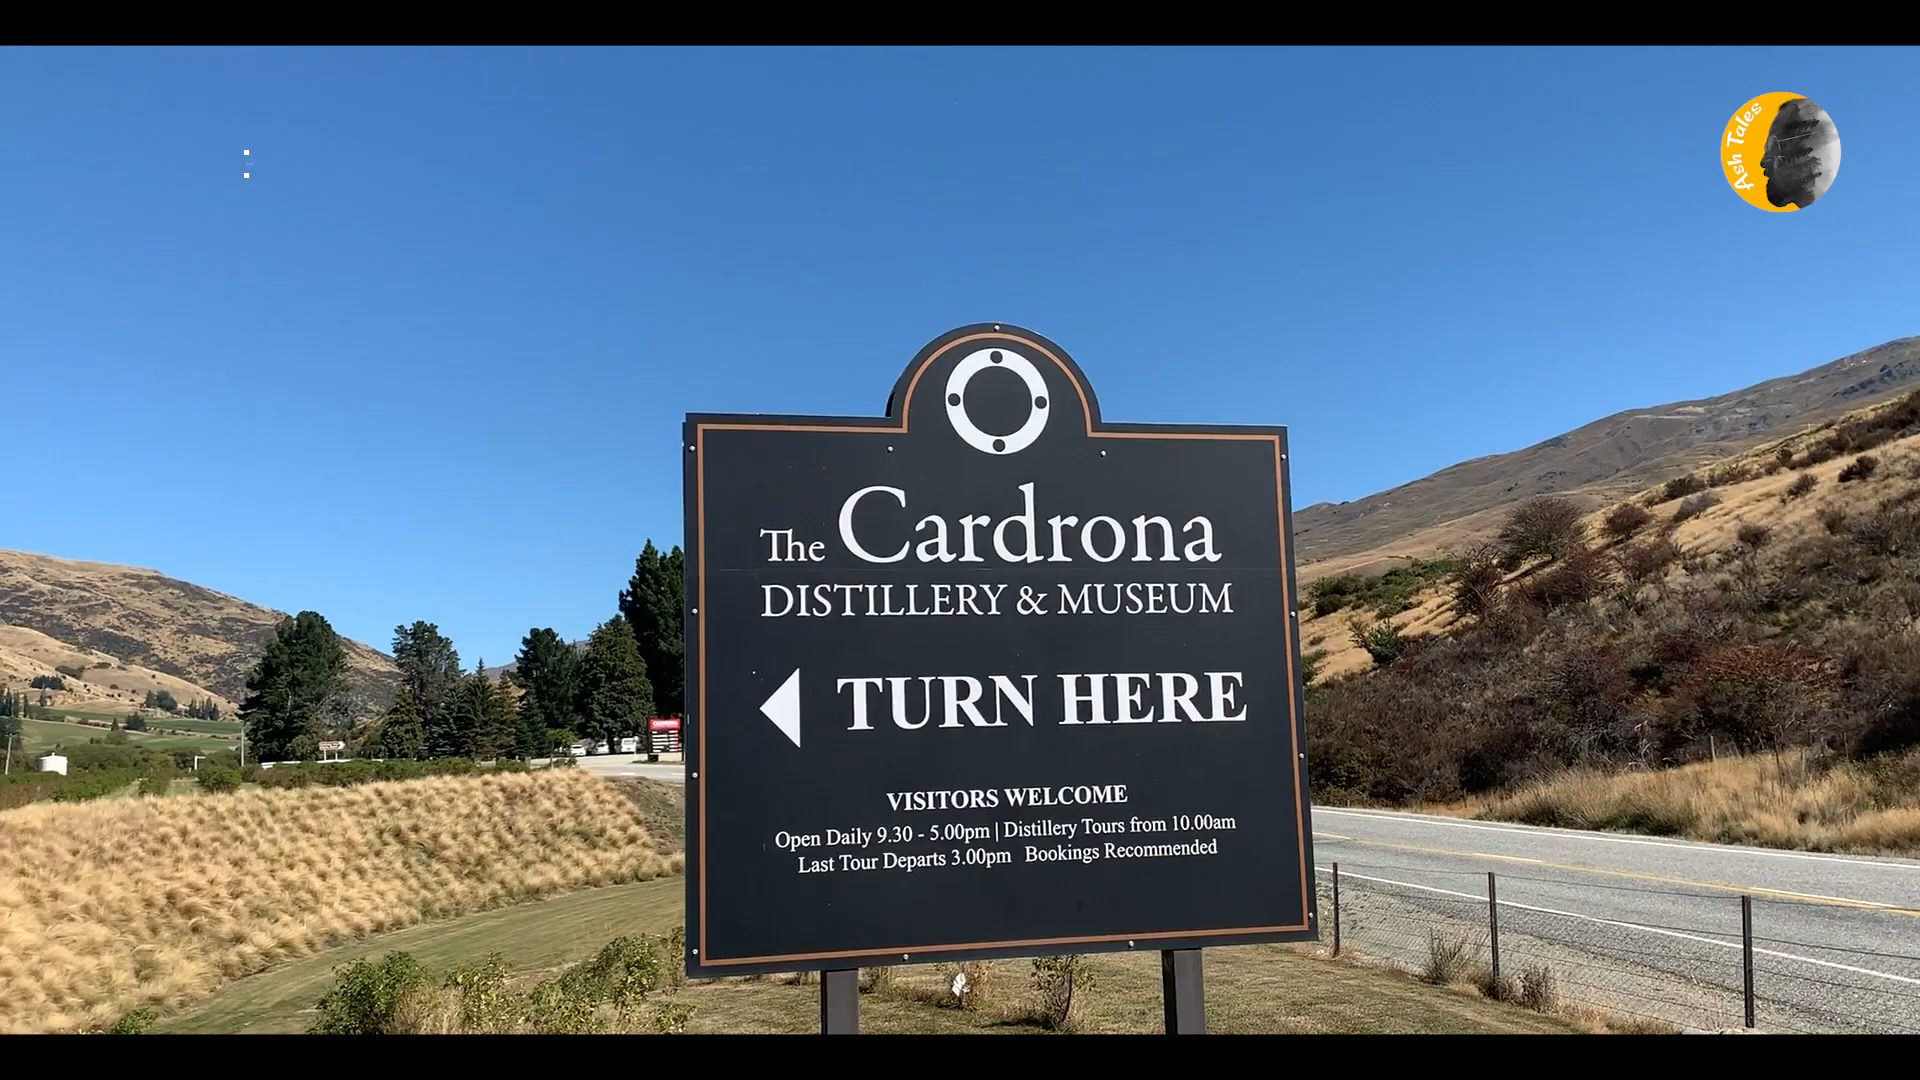 Ash Tales
The Cardrona
DISTILLERY & MUSEUM
TURN HERE
VISITORS WELCOME
Open Daily 9.30 - 5.00pm | Distillery Tours from 10.00am
Last Tour Departs 3.00pm Bookings Recommended